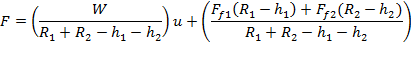 F = (W / (R₁ + R₂ − h₁ − h₂)) u + ((F_f1(R₁ − h₁) + F_f2(R₂ − h₂)) / (R₁ + R₂ − h₁ − h₂))